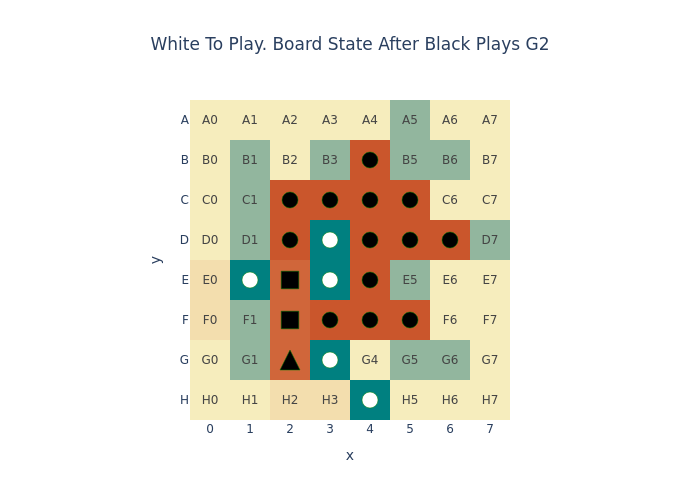 White To Play. Board State After Black Plays G2
A A0 A1 A2 A3 A4 A5 A6 A7
B B0 B1 B2 B3 B5 B6 B7
C C0 C1 C6 C7
D D0 D1 D7
y
E E0 E5 E6 E7
F F0 F1 F6 F7
G G0 G1 G4 G5 G6 G7
H H0 H1 H2 H3 H5 H6 H7
0 1 2 3 4 5 6 7
x